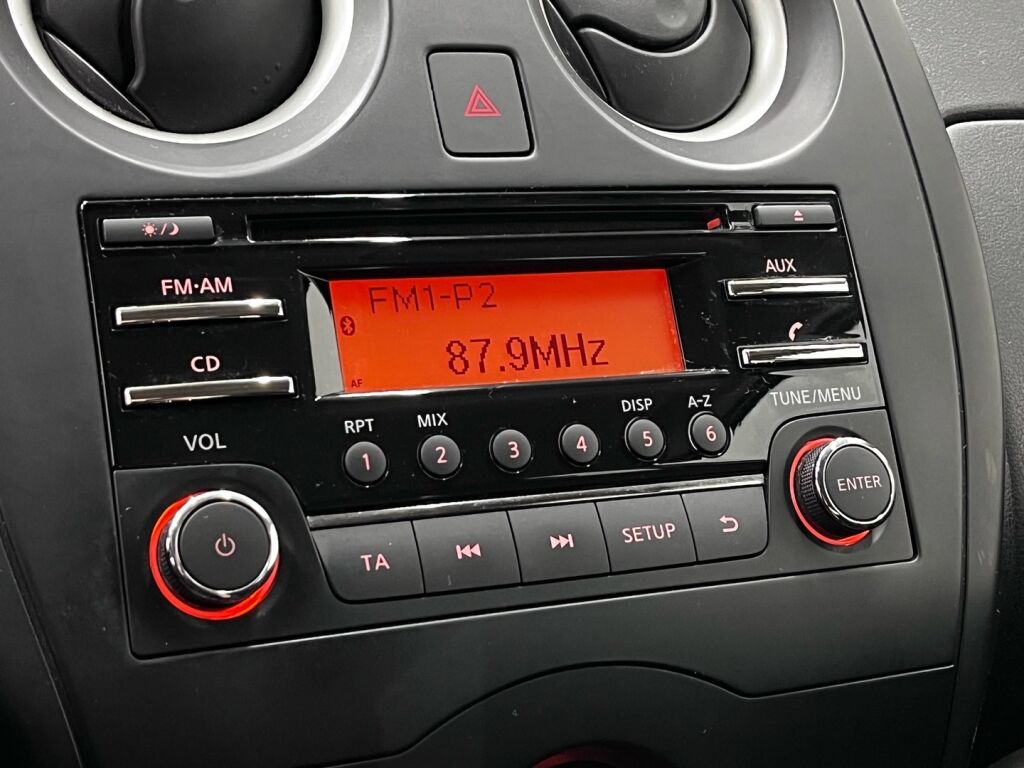 FM·AM
AUX
FM1-P2
87.9MHz
AF
CD
VOL
RPT
MIX
DISP
A-Z
TUNE/MENU
1
2
3
4
5
6
ENTER
TA
SETUP